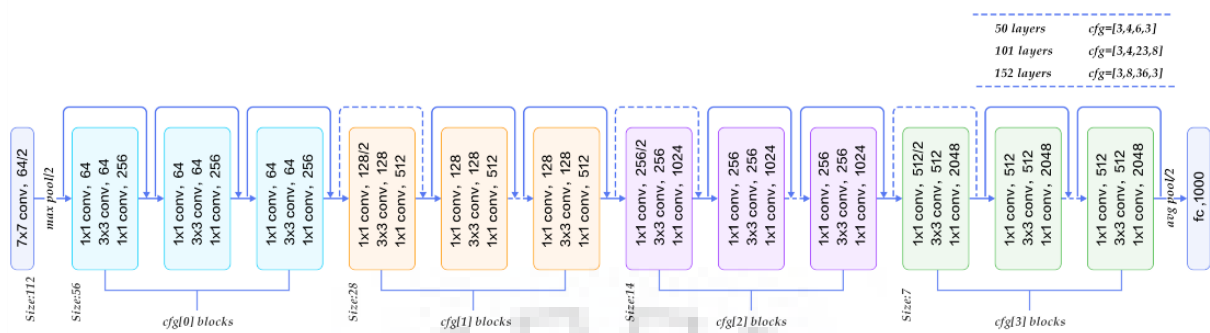 50 layers cfg=[3,4,6,3]
101 layers cfg=[3,4,23,8]
152 layers cfg=[3,8,36,3]
7x7 conv, 64/2
max pool/2
1x1 conv, 64
3x3 conv, 64
1x1 conv, 256
1x1 conv, 64
3x3 conv, 64
1x1 conv, 256
1x1 conv, 64
3x3 conv, 64
1x1 conv, 256
1x1 conv, 128/2
3x3 conv, 128
1x1 conv, 512
1x1 conv, 128
3x3 conv, 128
1x1 conv, 512
1x1 conv, 128
3x3 conv, 128
1x1 conv, 512
1x1 conv, 256/2
3x3 conv, 256
1x1 conv, 1024
1x1 conv, 256
3x3 conv, 256
1x1 conv, 1024
1x1 conv, 256
3x3 conv, 256
1x1 conv, 1024
1x1 conv, 512/2
3x3 conv, 512
1x1 conv, 2048
1x1 conv, 512
3x3 conv, 512
1x1 conv, 2048
1x1 conv, 512
3x3 conv, 512
1x1 conv, 2048
avg pool/2
fc ,1000
Size:112
Size:56
cfg[0] blocks
Size:28
cfg[1] blocks
Size:14
cfg[2] blocks
Size:7
cfg[3] blocks